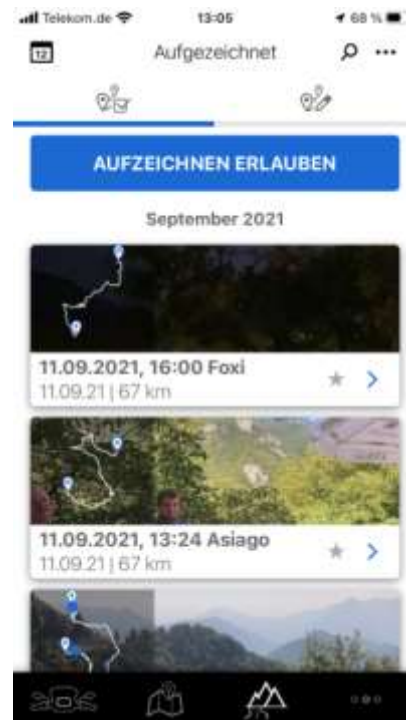 Telekom.de 13:05 68 %
12 Aufgezeichnet
AUFZEICHNEN ERLAUBEN
September 2021
11.09.2021, 16:00 Foxi
11.09.21 | 67 km
11.09.2021, 13:24 Asiago
11.09.21 | 67 km